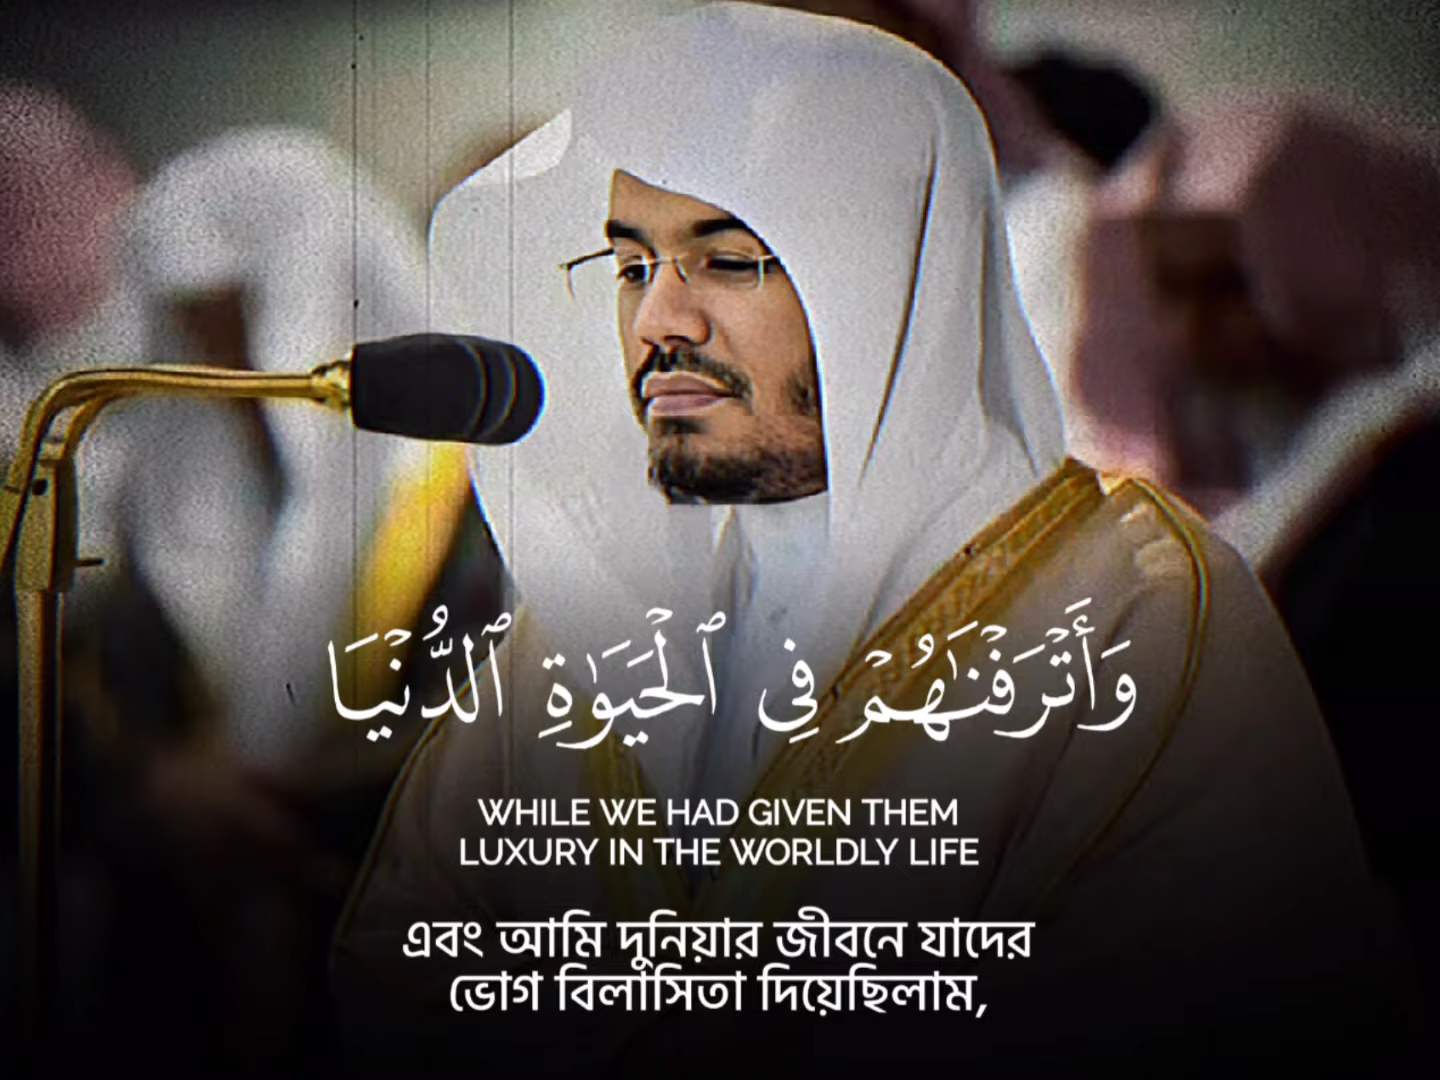 وَأَتْرَفْنَٰهُمْ فِى ٱلْحَيَوٰةِ ٱلدُّنْيَا
WHILE WE HAD GIVEN THEM
LUXURY IN THE WORLDLY LIFE
এবং আমি দুনিয়ার জীবনে যাদের
ভোগ বিলাসিতা দিয়েছিলাম,